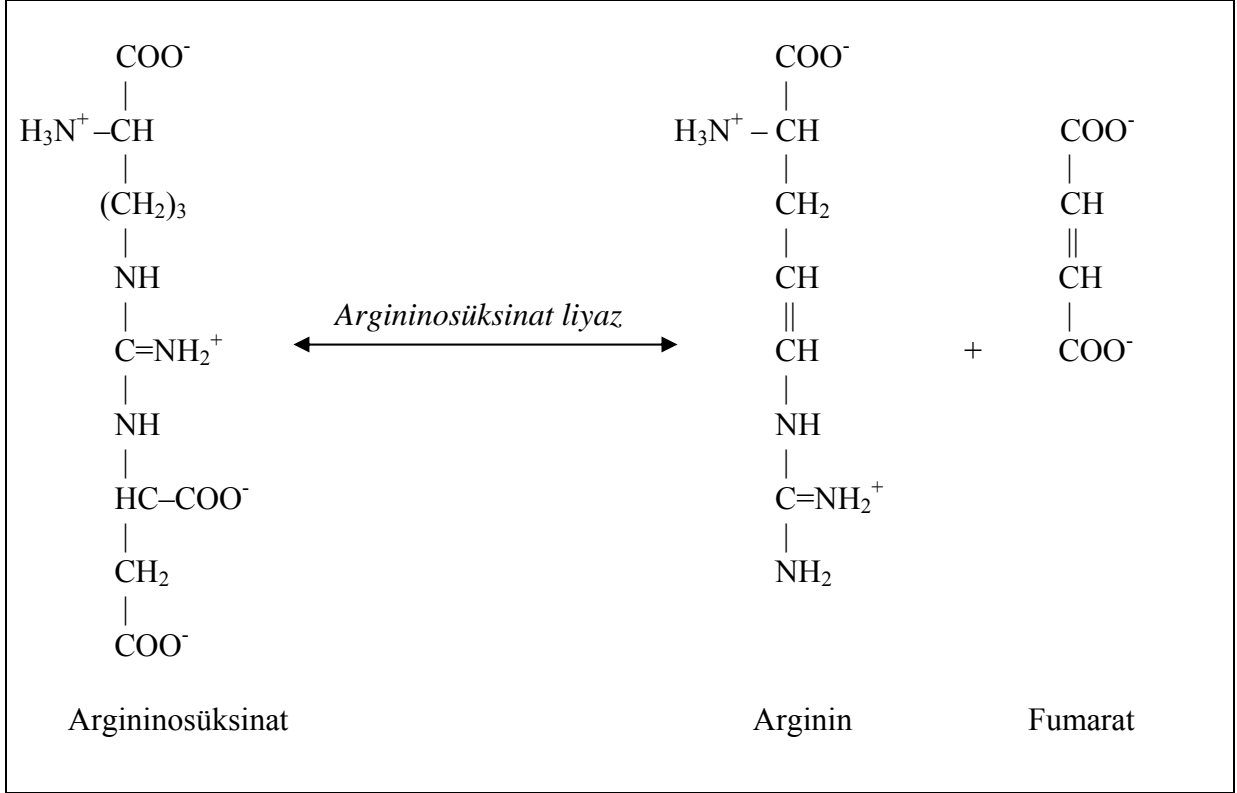 COO⁻
H₃N⁺ –CH
(CH₂)₃
NH
C=NH₂⁺
NH
HC–COO⁻
CH₂
COO⁻
Argininosüksinat
Argininosüksinat liyaz
COO⁻
H₃N⁺ – CH
CH₂
CH
CH
NH
C=NH₂⁺
NH₂
Arginin
+
COO⁻
CH
CH
COO⁻
Fumarat